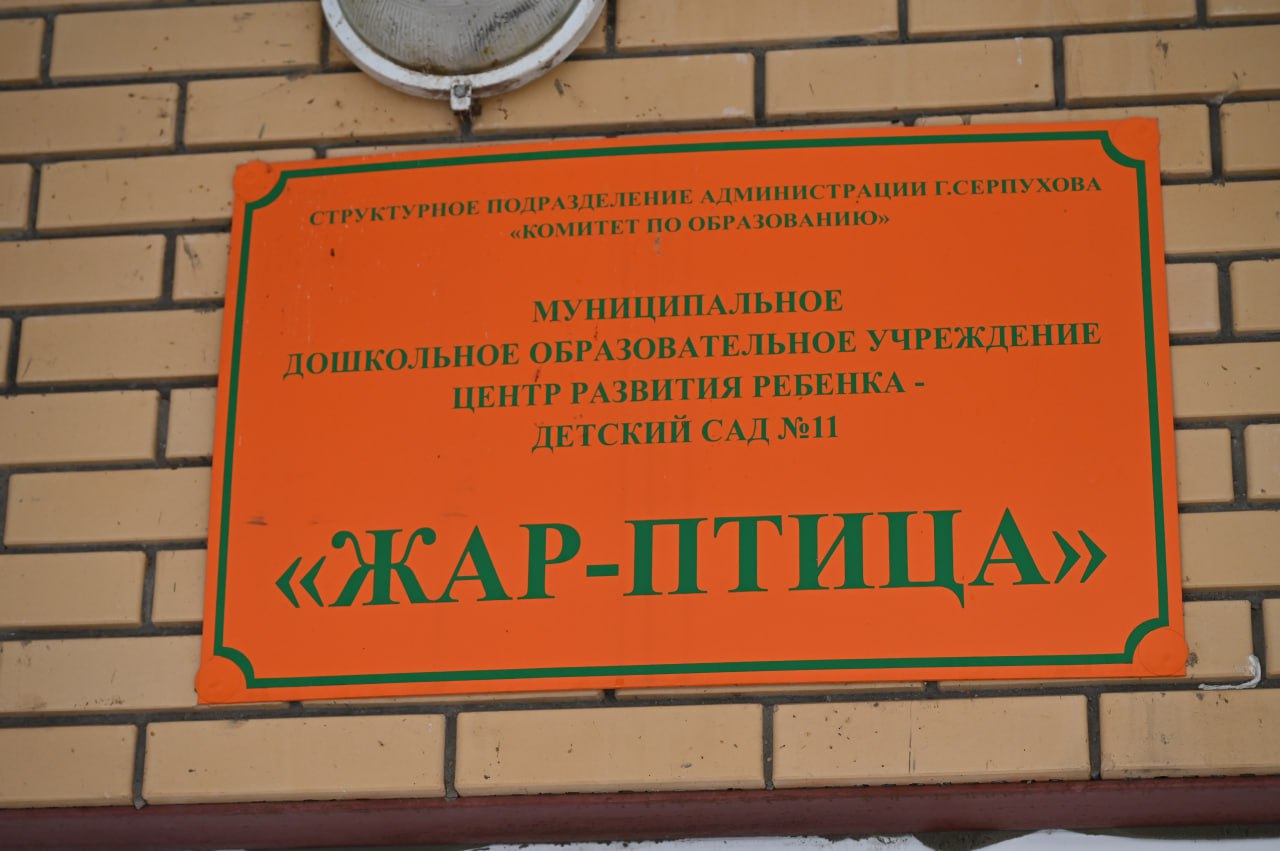 СТРУКТУРНОЕ ПОДРАЗДЕЛЕНИЕ АДМИНИСТРАЦИИ Г.СЕРПУХОВА
«КОМИТЕТ ПО ОБРАЗОВАНИЮ»
МУНИЦИПАЛЬНОЕ
ДОШКОЛЬНОЕ ОБРАЗОВАТЕЛЬНОЕ УЧРЕЖДЕНИЕ
ЦЕНТР РАЗВИТИЯ РЕБЕНКА -
ДЕТСКИЙ САД №11
«ЖАР-ПТИЦА»